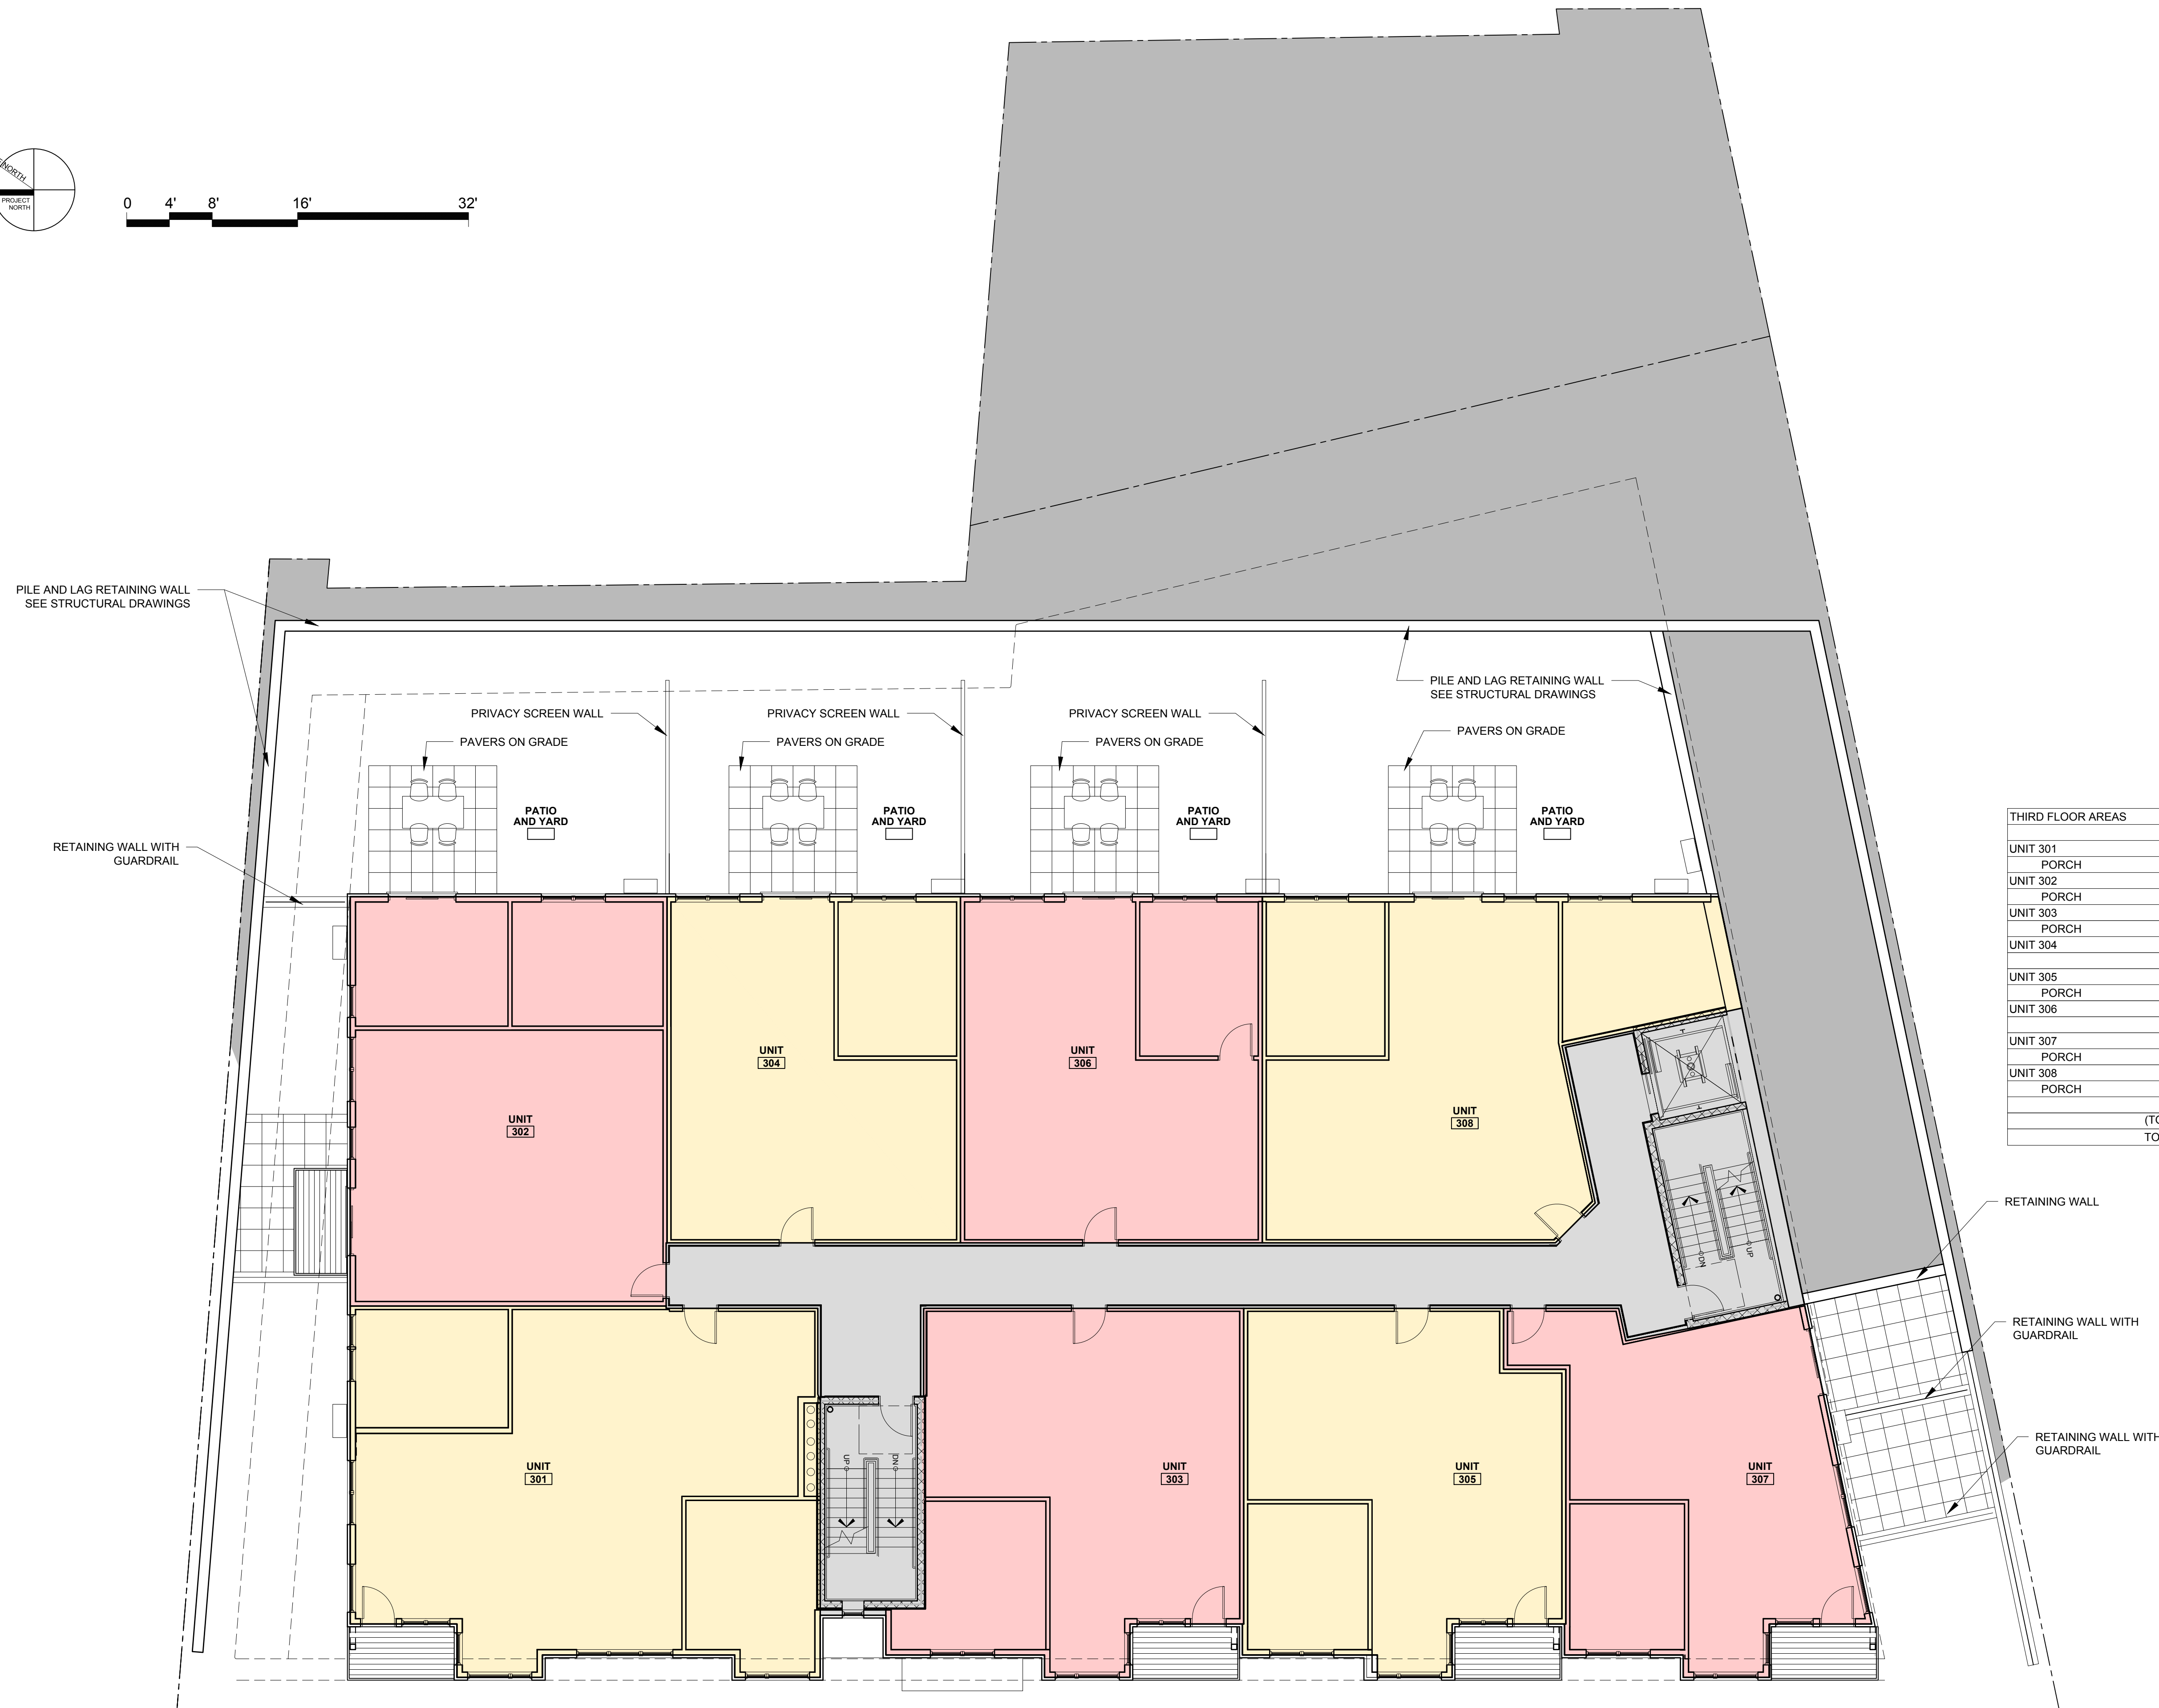 NORTH
PROJECT
NORTH
0 4' 8' 16' 32'
PILE AND LAG RETAINING WALL
SEE STRUCTURAL DRAWINGS
PILE AND LAG RETAINING WALL
SEE STRUCTURAL DRAWINGS
PRIVACY SCREEN WALL
PRIVACY SCREEN WALL
PRIVACY SCREEN WALL
PAVERS ON GRADE
PAVERS ON GRADE
PAVERS ON GRADE
PAVERS ON GRADE
PATIO
AND YARD
PATIO
AND YARD
PATIO
AND YARD
PATIO
AND YARD
RETAINING WALL WITH
GUARDRAIL
THIRD FLOOR AREAS
UNIT 301
PORCH
UNIT 302
PORCH
UNIT 303
PORCH
UNIT 304
UNIT 305
PORCH
UNIT 306
UNIT 307
PORCH
UNIT 308
PORCH
UNIT
304
UNIT
306
UNIT
302
UNIT
308
RETAINING WALL
UP
DN
RETAINING WALL WITH
GUARDRAIL
RETAINING WALL WITH
GUARDRAIL
UNIT
301
UP
DN
UNIT
303
UNIT
305
UNIT
307